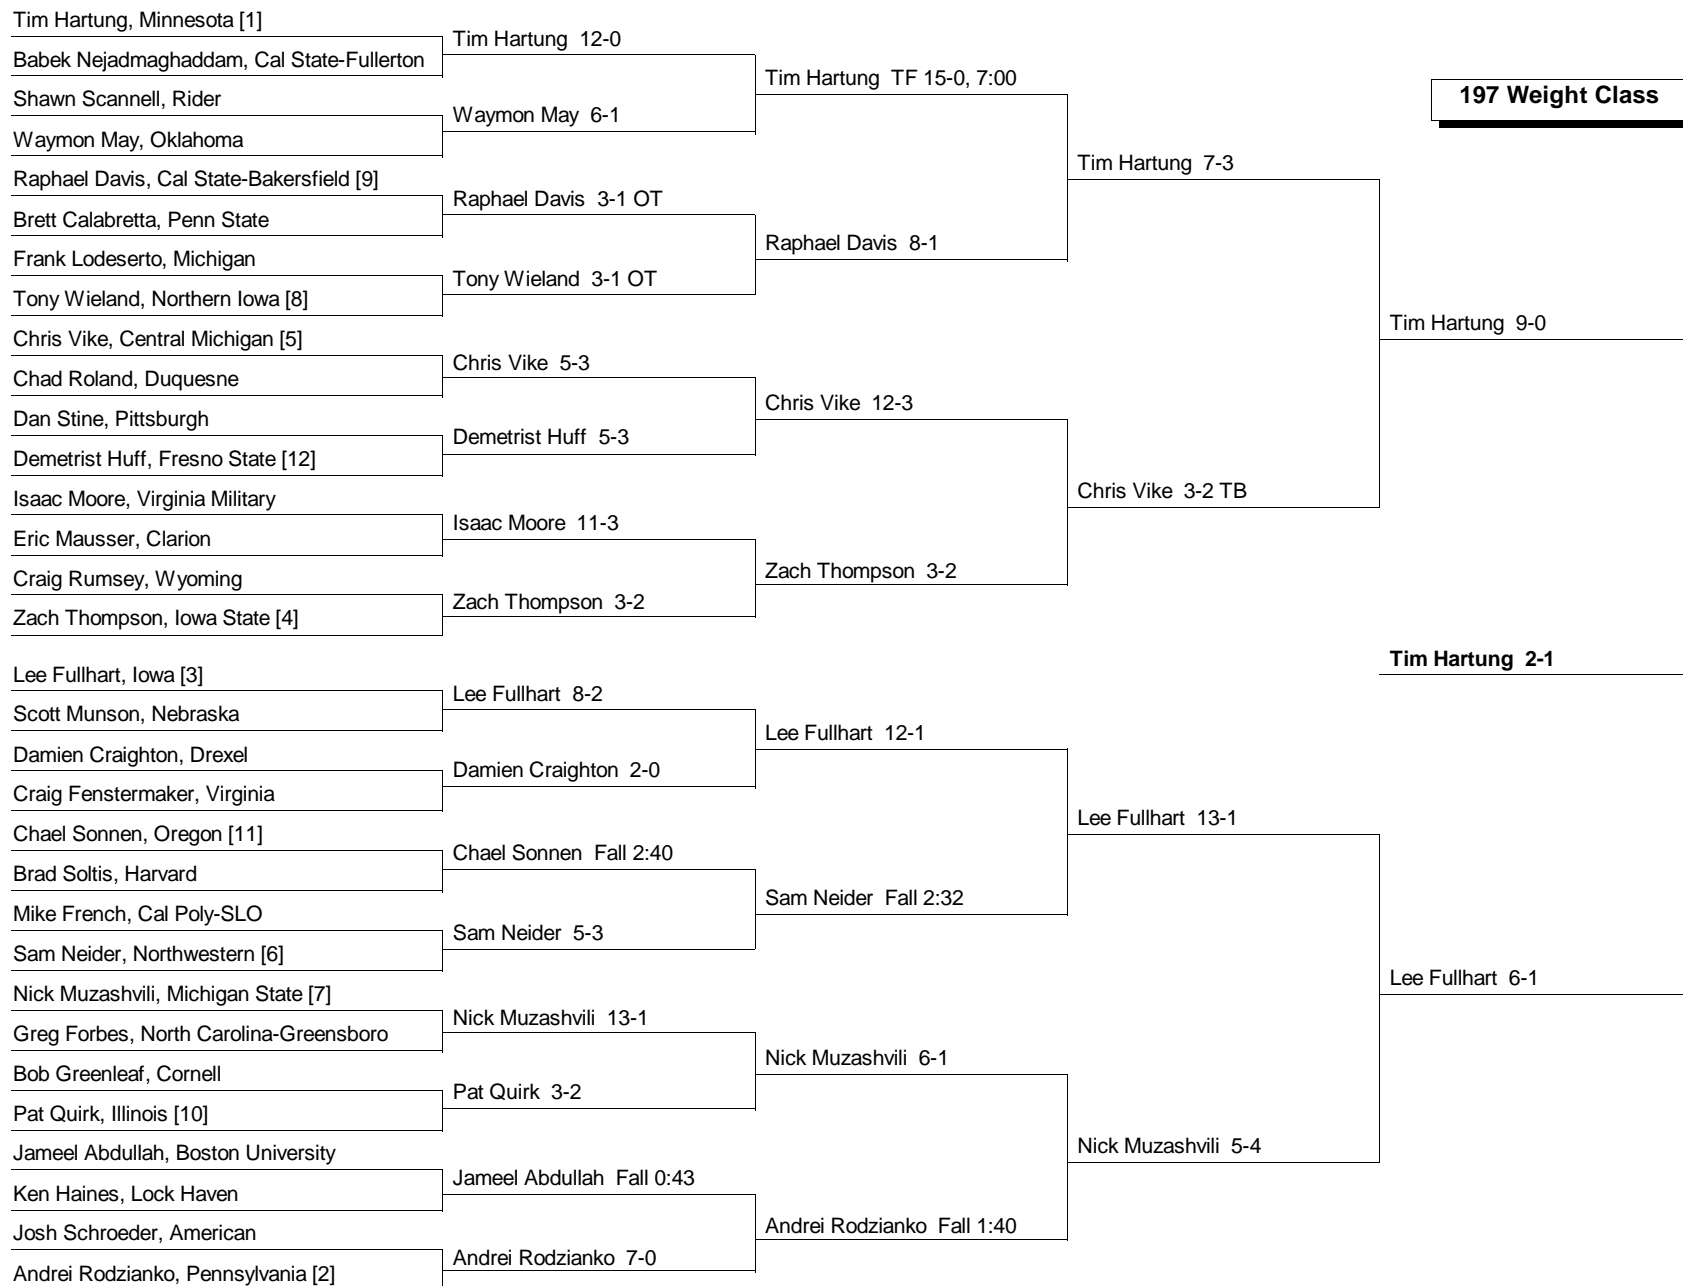 Tim Hartung, Minnesota [1]
Babek Nejadmaghaddam, Cal State-Fullerton
Shawn Scannell, Rider
Waymon May, Oklahoma
Raphael Davis, Cal State-Bakersfield [9]
Brett Calabretta, Penn State
Frank Lodeserto, Michigan
Tony Wieland, Northern Iowa [8]
Chris Vike, Central Michigan [5]
Chad Roland, Duquesne
Dan Stine, Pittsburgh
Demetrist Huff, Fresno State [12]
Isaac Moore, Virginia Military
Eric Mausser, Clarion
Craig Rumsey, Wyoming
Zach Thompson, Iowa State [4]
Lee Fullhart, Iowa [3]
Scott Munson, Nebraska
Damien Craighton, Drexel
Craig Fenstermaker, Virginia
Chael Sonnen, Oregon [11]
Brad Soltis, Harvard
Mike French, Cal Poly-SLO
Sam Neider, Northwestern [6]
Nick Muzashvili, Michigan State [7]
Greg Forbes, North Carolina-Greensboro
Bob Greenleaf, Cornell
Pat Quirk, Illinois [10]
Jameel Abdullah, Boston University
Ken Haines, Lock Haven
Josh Schroeder, American
Andrei Rodzianko, Pennsylvania [2]
Tim Hartung 12-0
Waymon May 6-1
Raphael Davis 3-1 OT
Tony Wieland 3-1 OT
Chris Vike 5-3
Demetrist Huff 5-3
Isaac Moore 11-3
Zach Thompson 3-2
Lee Fullhart 8-2
Damien Craighton 2-0
Chael Sonnen Fall 2:40
Sam Neider 5-3
Nick Muzashvili 13-1
Pat Quirk 3-2
Jameel Abdullah Fall 0:43
Andrei Rodzianko 7-0
Tim Hartung TF 15-0, 7:00
Raphael Davis 8-1
Chris Vike 12-3
Zach Thompson 3-2
Lee Fullhart 12-1
Sam Neider Fall 2:32
Nick Muzashvili 6-1
Andrei Rodzianko Fall 1:40
Tim Hartung 7-3
Chris Vike 3-2 TB
Lee Fullhart 13-1
Nick Muzashvili 5-4
197 Weight Class
Tim Hartung 9-0
Tim Hartung 2-1
Lee Fullhart 6-1